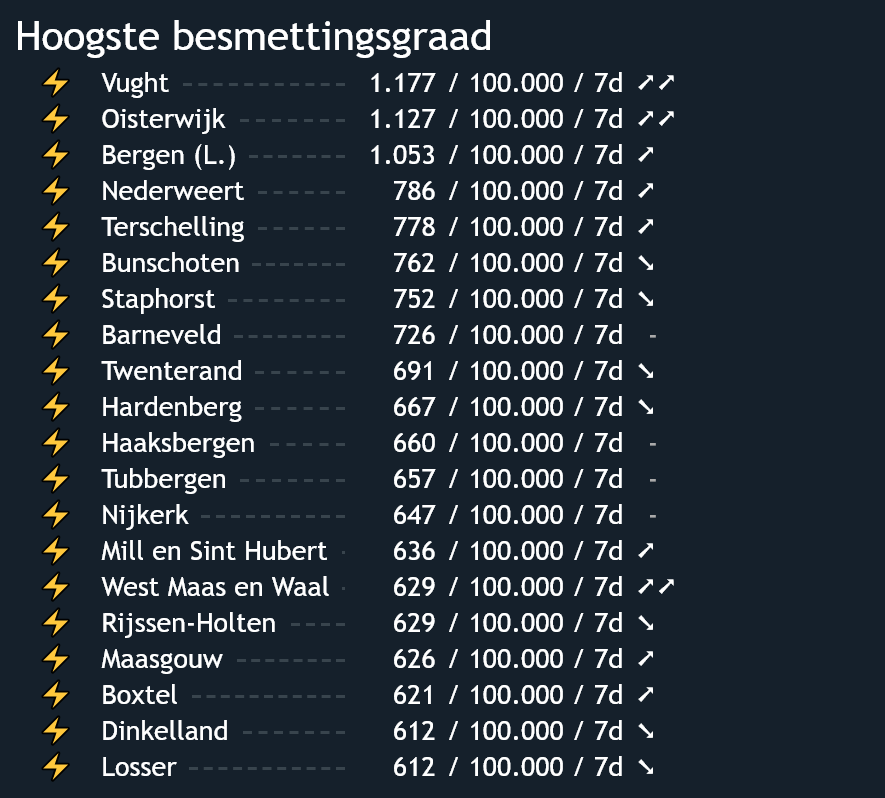 Hoogste besmettingsgraad
⚡ Vught ----------- 1.177 / 100.000 / 7d ➚➚
⚡ Oisterwijk ------- 1.127 / 100.000 / 7d ➚➚
⚡ Bergen (L.) ------- 1.053 / 100.000 / 7d ➚
⚡ Nederweert ------ 786 / 100.000 / 7d ➚
⚡ Terschelling ------- 778 / 100.000 / 7d ➚
⚡ Bunschoten ------- 762 / 100.000 / 7d ➘
⚡ Staphorst -------- 752 / 100.000 / 7d ➘
⚡ Barneveld -------- 726 / 100.000 / 7d -
⚡ Twenterand ------ 691 / 100.000 / 7d ➘
⚡ Hardenberg ------ 667 / 100.000 / 7d ➘
⚡ Haaksbergen ----- 660 / 100.000 / 7d -
⚡ Tubbergen ------- 657 / 100.000 / 7d -
⚡ Nijkerk ---------- 647 / 100.000 / 7d -
⚡ Mill en Sint Hubert - 636 / 100.000 / 7d ➚
⚡ West Maas en Waal - 629 / 100.000 / 7d ➚➚
⚡ Rijssen-Holten ---- 629 / 100.000 / 7d ➘
⚡ Maasgouw -------- 626 / 100.000 / 7d ➚
⚡ Boxtel ----------- 621 / 100.000 / 7d ➚
⚡ Dinkelland ------- 612 / 100.000 / 7d ➘
⚡ Losser ----------- 612 / 100.000 / 7d ➘